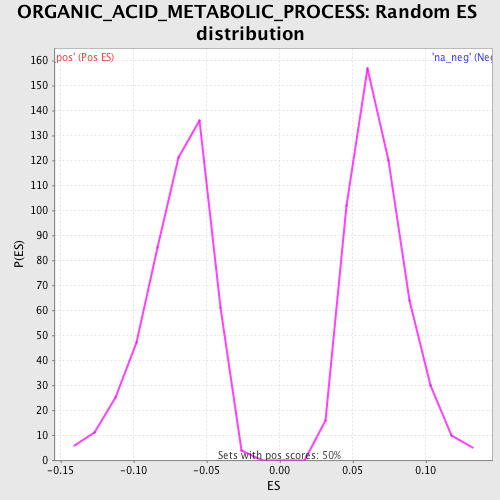 ORGANIC_ACID_METABOLIC_PROCESS: Random ES
distribution
pos' (Pos ES) 'na_neg' (Neg
160
150
140
130
120
110
100
90
80
70
60
50
40
30
20
10
0
P(ES)
Sets with pos scores: 50%
-0.15 -0.10 -0.05 0.00 0.05 0.10
ES